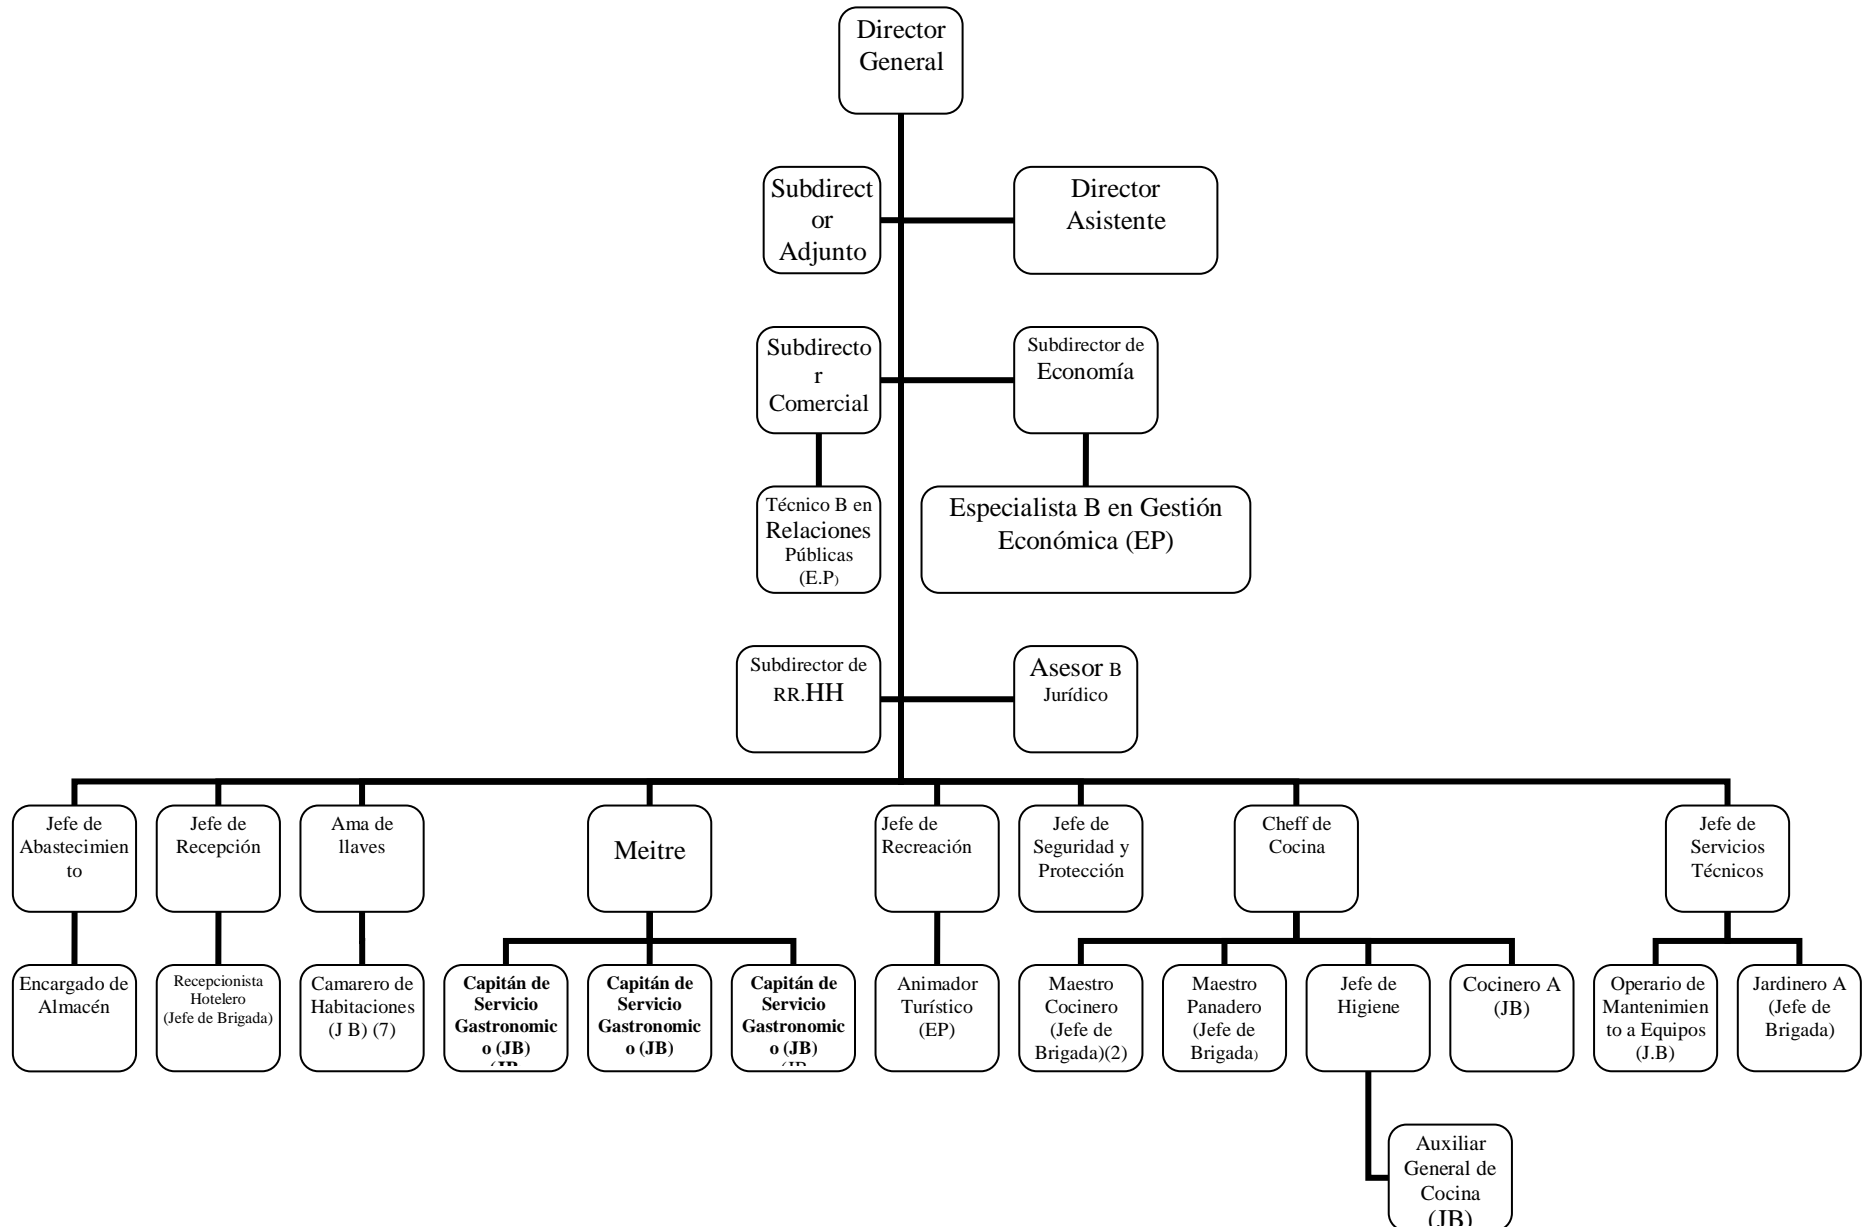 Director
General
Subdirect
or
Adjunto
Director
Asistente
Subdirecto
r
Comercial
Subdirector de
Economía
Técnico B en
Relaciones
Públicas
(E.P)
Especialista B en Gestión
Económica (EP)
Subdirector de
RR.HH
Asesor B
Jurídico
Jefe de
Abastecimien
to
Jefe de
Recepción
Ama de
llaves
Meitre
Jefe de
Recreación
Jefe de
Seguridad y
Protección
Cheff de
Cocina
Jefe de
Servicios
Técnicos
Encargado de
Almacén
Recepcionista
Hotelero
(Jefe de Brigada)
Camarero de
Habitaciones
(J B) (7)
Capitán de
Servicio
Gastronomic
o (JB)
(JB
Capitán de
Servicio
Gastronomic
o (JB)
Capitán de
Servicio
Gastronomic
o (JB)
(JB
Animador
Turístico
(EP)
Maestro
Cocinero
(Jefe de
Brigada)(2)
Maestro
Panadero
(Jefe de
Brigada)
Jefe de
Higiene
Cocinero A
(JB)
Operario de
Mantenimien
to a Equipos
(J.B)
Jardinero A
(Jefe de
Brigada)
Auxiliar
General de
Cocina
(JB)